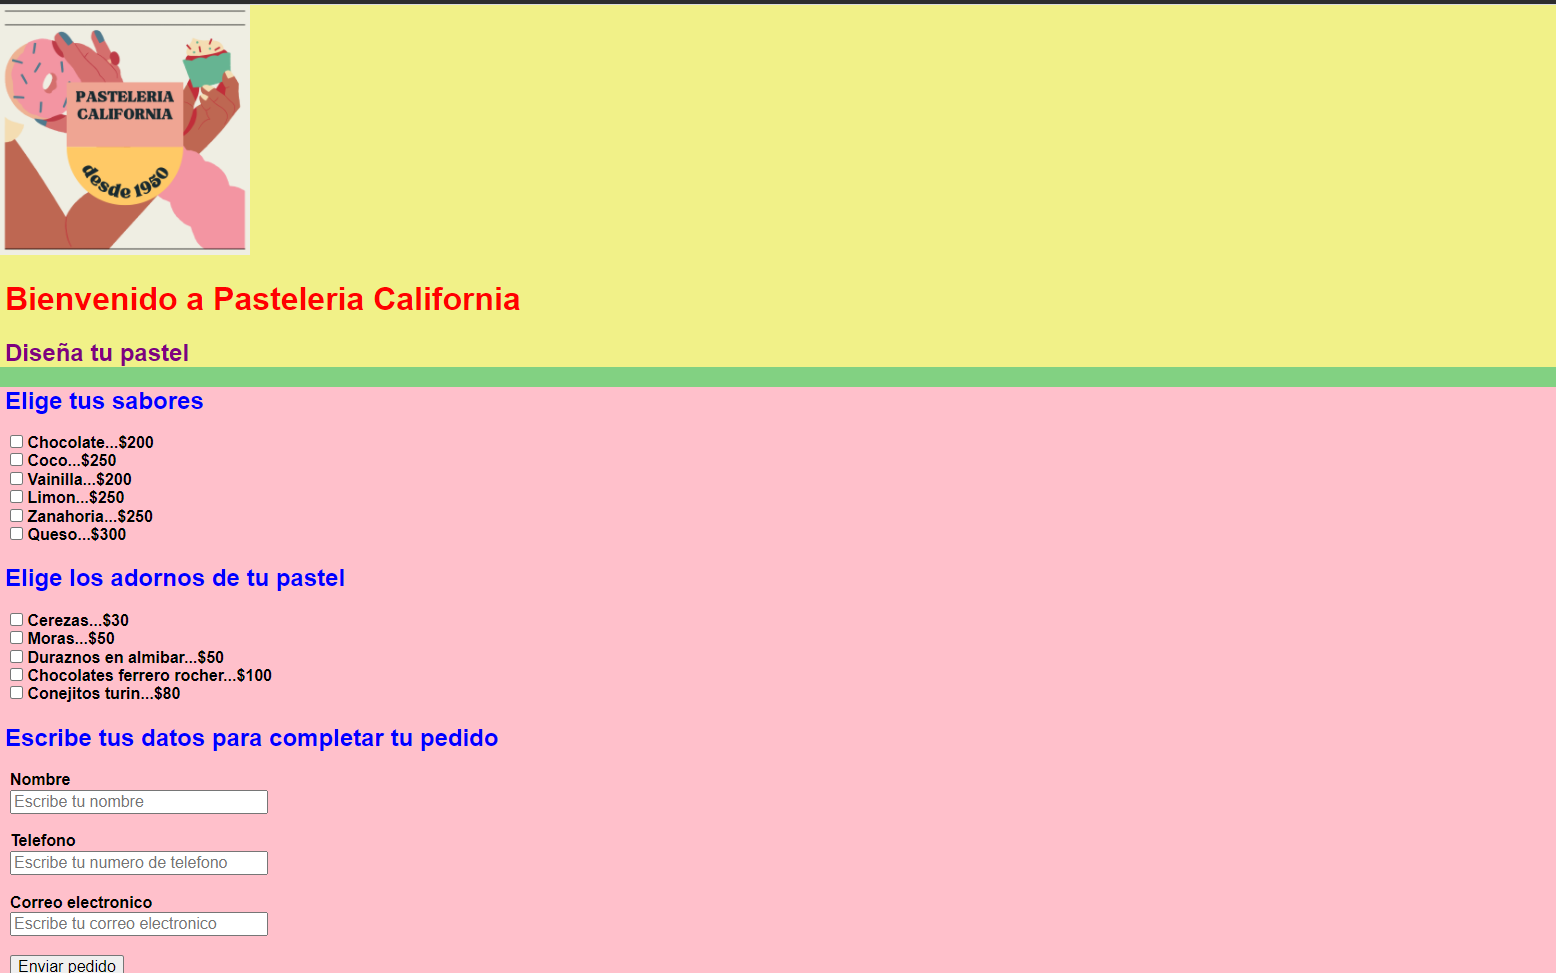 PASTELERIA
CALIFORNIA
desde 1950
Bienvenido a Pasteleria California
Diseña tu pastel
Elige tus sabores
Chocolate...$200
Coco...$250
Vainilla...$200
Limon...$250
Zanahoria...$250
Queso...$300
Elige los adornos de tu pastel
Cerezas...$30
Moras...$50
Duraznos en almibar...$50
Chocolates ferrero rocher...$100
Conejitos turin...$80
Escribe tus datos para completar tu pedido
Nombre
Escribe tu nombre
Telefono
Escribe tu numero de telefono
Correo electronico
Escribe tu correo electronico
Enviar pedido